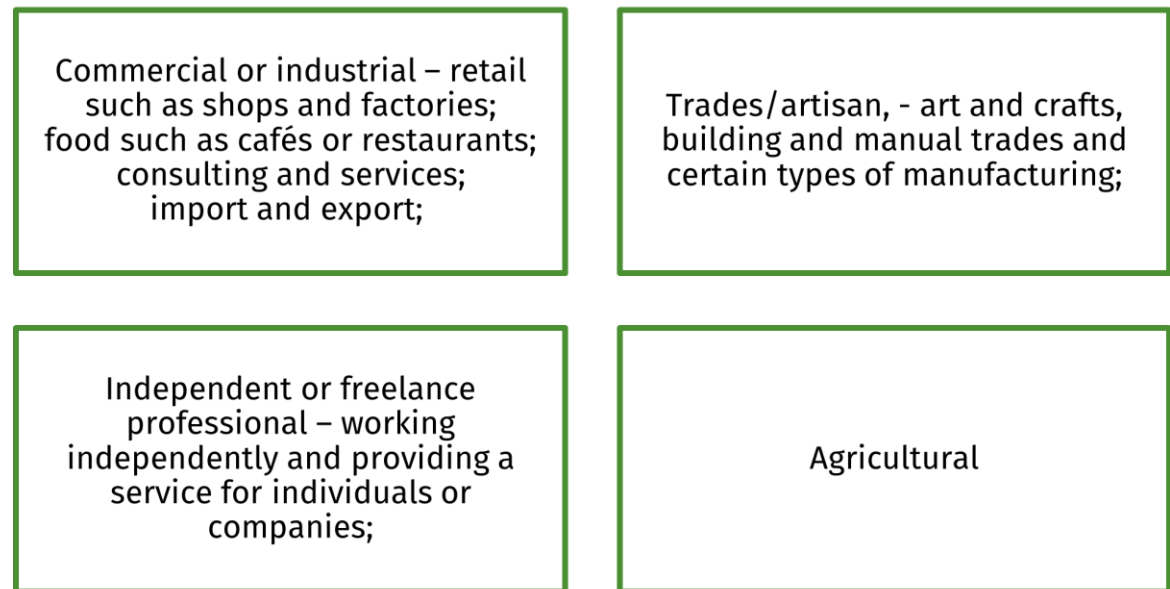 Commercial or industrial – retail
such as shops and factories;
food such as cafés or restaurants;
consulting and services;
import and export;
Trades/artisan, - art and crafts,
building and manual trades and
certain types of manufacturing;
Independent or freelance
professional – working
independently and providing a
service for individuals or
companies;
Agricultural